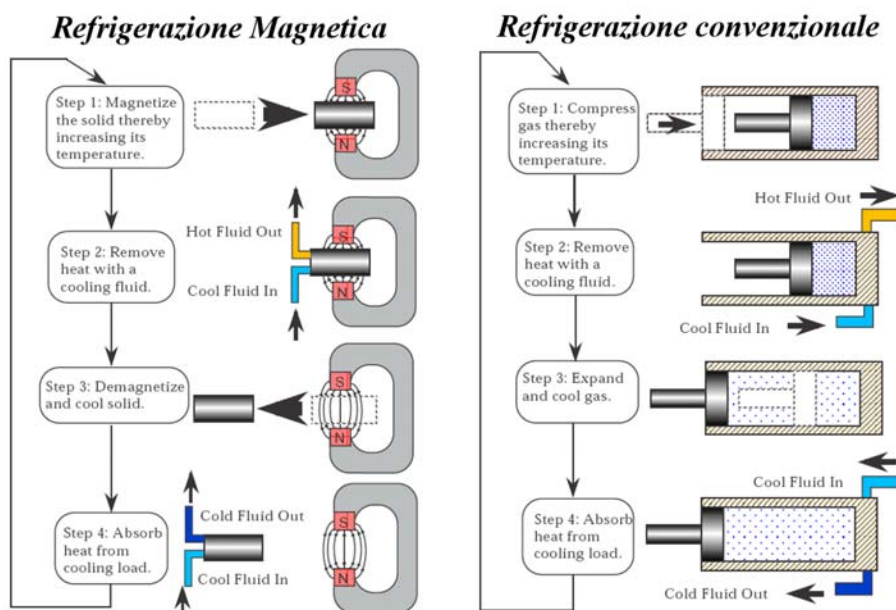 Refrigerazione Magnetica
Step 1: Magnetize
the solid thereby
increasing its
temperature.
S
N
Step 2: Remove
heat with a
cooling fluid.
Hot Fluid Out
Cool Fluid In
S
N
Step 3: Demagnetize
and cool solid.
S
N
Step 4: Absorb
heat from
cooling load.
Cold Fluid Out
Cool Fluid In
S
N
Refrigerazione convenzionale
Step 1: Compress
gas thereby
increasing its
temperature.
Step 2: Remove
heat with a
cooling fluid.
Hot Fluid Out
Cool Fluid In
Step 3: Expand
and cool gas.
Step 4: Absorb
heat from
cooling load.
Cool Fluid In
Cold Fluid Out